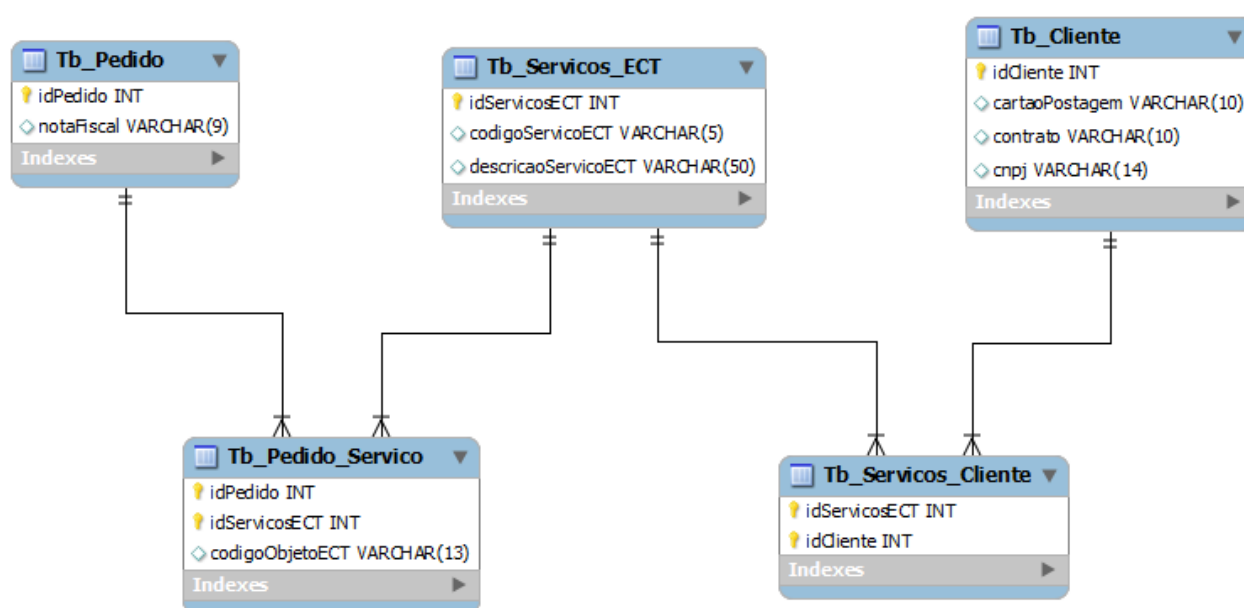 Tb_Pedido
idPedido INT
notaFiscal VARCHAR(9)
Indexes
Tb_Servicos_ECT
idServicosECT INT
codigoServicoECT VARCHAR(5)
descricaoServicoECT VARCHAR(50)
Indexes
Tb_Cliente
idCliente INT
cartaoPostagem VARCHAR(10)
contrato VARCHAR(10)
cnpj VARCHAR(14)
Indexes
Tb_Pedido_Servico
idPedido INT
idServicosECT INT
codigoObjetoECT VARCHAR(13)
Indexes
Tb_Servicos_Cliente
idServicosECT INT
idCliente INT
Indexes